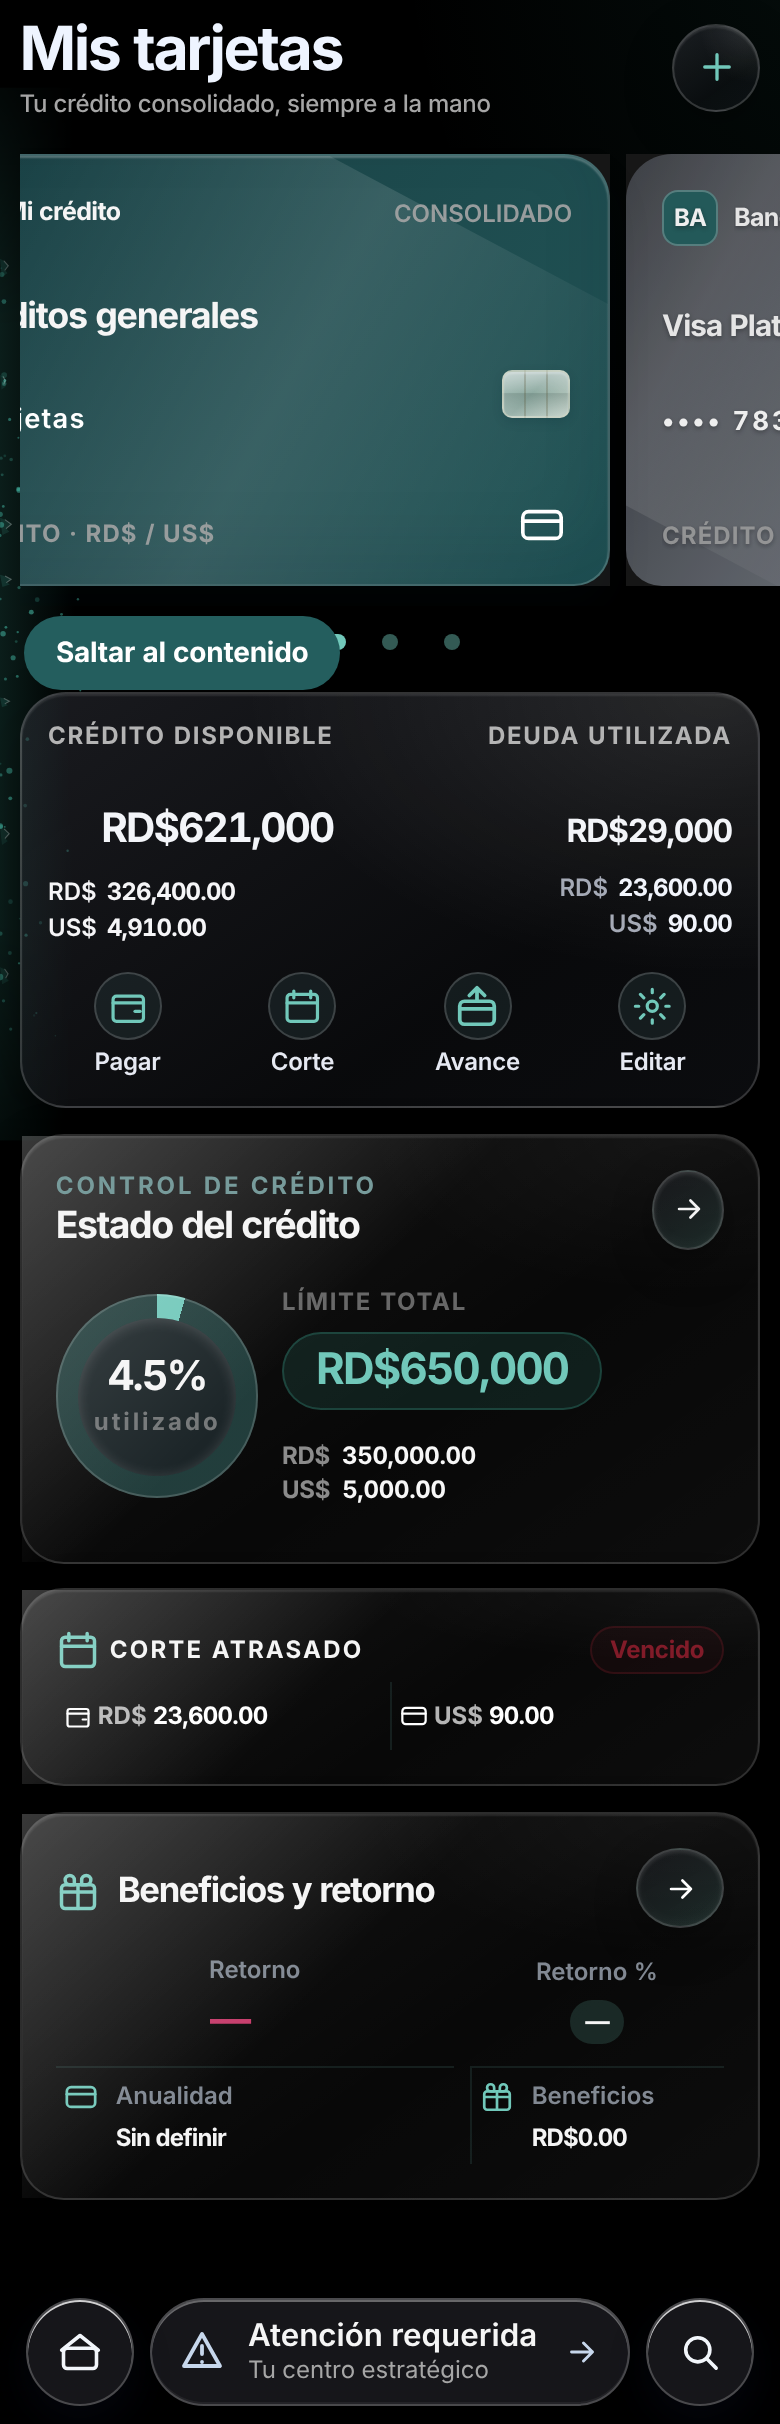 Mis tarjetas
Tu crédito consolidado, siempre a la mano
Mi crédito
CONSOLIDADO
ditos generales
jetas
ITO · RD$ / US$
BA
Ban
Visa Plat
•••• 783
CRÉDITO
Saltar al contenido
CRÉDITO DISPONIBLE
DEUDA UTILIZADA
RD$621,000
RD$29,000
RD$ 326,400.00
RD$ 23,600.00
US$ 4,910.00
US$ 90.00
Pagar
Corte
Avance
Editar
CONTROL DE CRÉDITO
Estado del crédito
4.5%
utilizado
LÍMITE TOTAL
RD$650,000
RD$ 350,000.00
US$ 5,000.00
CORTE ATRASADO
Vencido
RD$ 23,600.00
US$ 90.00
Beneficios y retorno
Retorno
Retorno %
—
—
Anualidad
Sin definir
Beneficios
RD$0.00
Atención requerida
Tu centro estratégico